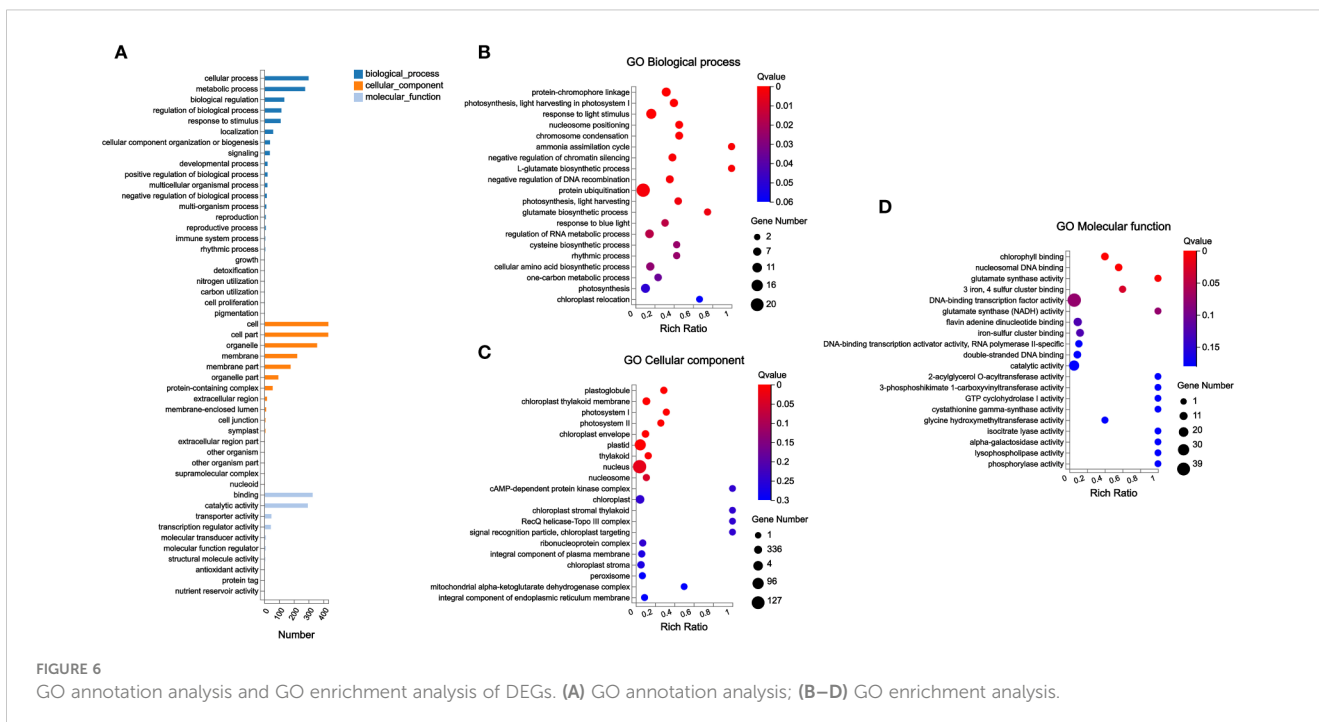 A
cellular process
metabolic process
biological regulation
regulation of biological process
response to stimulus
localization
cellular component organization or biogenesis
signaling
developmental process
positive regulation of biological process
multicellular organismal process
negative regulation of biological process
multi-organism process
reproduction
reproductive process
immune system process
rhythmic process
growth
detoxification
nitrogen utilization
carbon utilization
cell proliferation
pigmentation
cell
cell part
organelle
membrane
membrane part
organelle part
protein-containing complex
extracellular region
membrane-enclosed lumen
cell junction
symplast
extracellular region part
other organism
other organism part
supramolecular complex
nucleoid
binding
catalytic activity
transporter activity
transcription regulator activity
molecular transducer activity
molecular function regulator
structural molecule activity
antioxidant activity
protein tag
nutrient reservoir activity
0 100 200 300 400
Number
biological_process
cellular_component
molecular_function
B
GO Biological process
protein-chromophore linkage
photosynthesis, light harvesting in photosystem I
response to light stimulus
nucleosome positioning
chromosome condensation
ammonia assimilation cycle
negative regulation of chromatin silencing
L-glutamate biosynthetic process
negative regulation of DNA recombination
protein ubiquitination
photosynthesis, light harvesting
glutamate biosynthetic process
response to blue light
regulation of RNA metabolic process
cysteine biosynthetic process
rhythmic process
cellular amino acid biosynthetic process
one-carbon metabolic process
photosynthesis
chloroplast relocation
0 0.2 0.4 0.6 0.8 1
Rich Ratio
Qvalue
0
0.01
0.02
0.03
0.04
0.05
0.06
Gene Number
2
7
11
16
20
C
GO Cellular component
plastoglobule
chloroplast thylakoid membrane
photosystem I
photosystem II
chloroplast envelope
plastid
thylakoid
nucleus
nucleosome
cAMP-dependent protein kinase complex
chloroplast
chloroplast stromal thylakoid
RecQ helicase-Topo III complex
signal recognition particle, chloroplast targeting
ribonucleoprotein complex
integral component of plasma membrane
chloroplast stroma
peroxisome
mitochondrial alpha-ketoglutarate dehydrogenase complex
integral component of endoplasmic reticulum membrane
0 0.2 0.4 0.6 0.8 1
Rich Ratio
Qvalue
0
0.05
0.1
0.15
0.2
0.25
0.3
Gene Number
1
336
4
96
127
D
GO Molecular function
chlorophyll binding
nucleosomal DNA binding
glutamate synthase activity
3 iron, 4 sulfur cluster binding
DNA-binding transcription factor activity
glutamate synthase (NADH) activity
flavin adenine dinucleotide binding
iron-sulfur cluster binding
DNA-binding transcription activator activity, RNA polymerase II-specific
double-stranded DNA binding
catalytic activity
2-acylglycerol O-acyltransferase activity
3-phosphoshikimate 1-carboxyvinyltransferase activity
GTP cyclohydrolase I activity
cystathionine gamma-synthase activity
glycine hydroxymethyltransferase activity
isocitrate lyase activity
alpha-galactosidase activity
lysophospholipase activity
phosphorylase activity
0 0.2 0.4 0.6 0.8 1
Rich Ratio
Qvalue
0
0.05
0.1
0.15
Gene Number
1
11
20
30
39
FIGURE 6
GO annotation analysis and GO enrichment analysis of DEGs. (A) GO annotation analysis; (B–D) GO enrichment analysis.